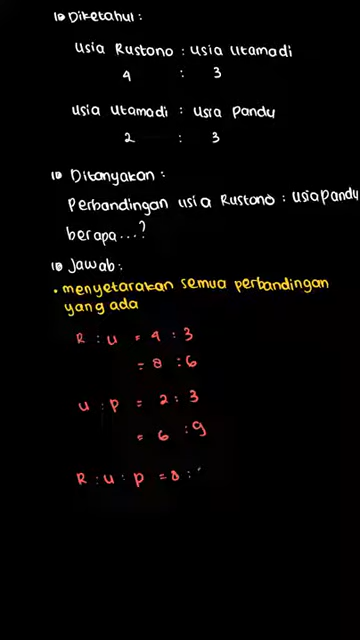 Diketahui:
Usia Rustono : Usia Utamadi
4 : 3
Usia Utamadi : Usia Pandu
2 : 3
Ditanyakan:
Perbandingan usia Rustono : usia Pandu
berapa...?
Jawab:
• menyetarakan semua perbandingan
yang ada
R : U = 4 : 3
= 8 : 6
U : P = 2 : 3
= 6 : 9
R : U : P = 8 :